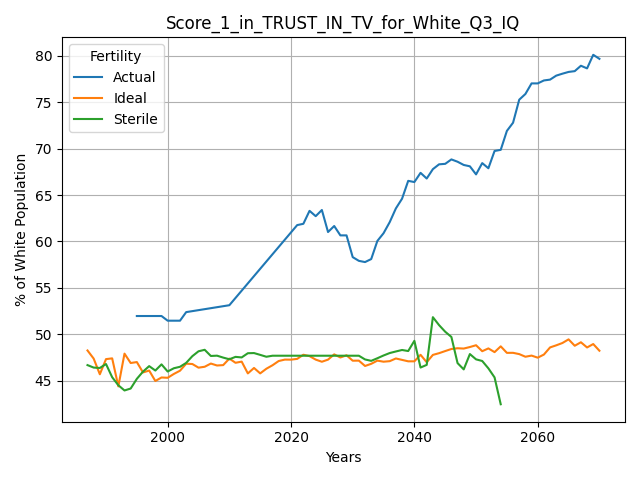 Score_1_in_TRUST_IN_TV_for_White_Q3_IQ
Fertility
Actual
Ideal
Sterile
% of White Population
80
75
70
65
60
55
50
45
2000
2020
2040
2060
Years